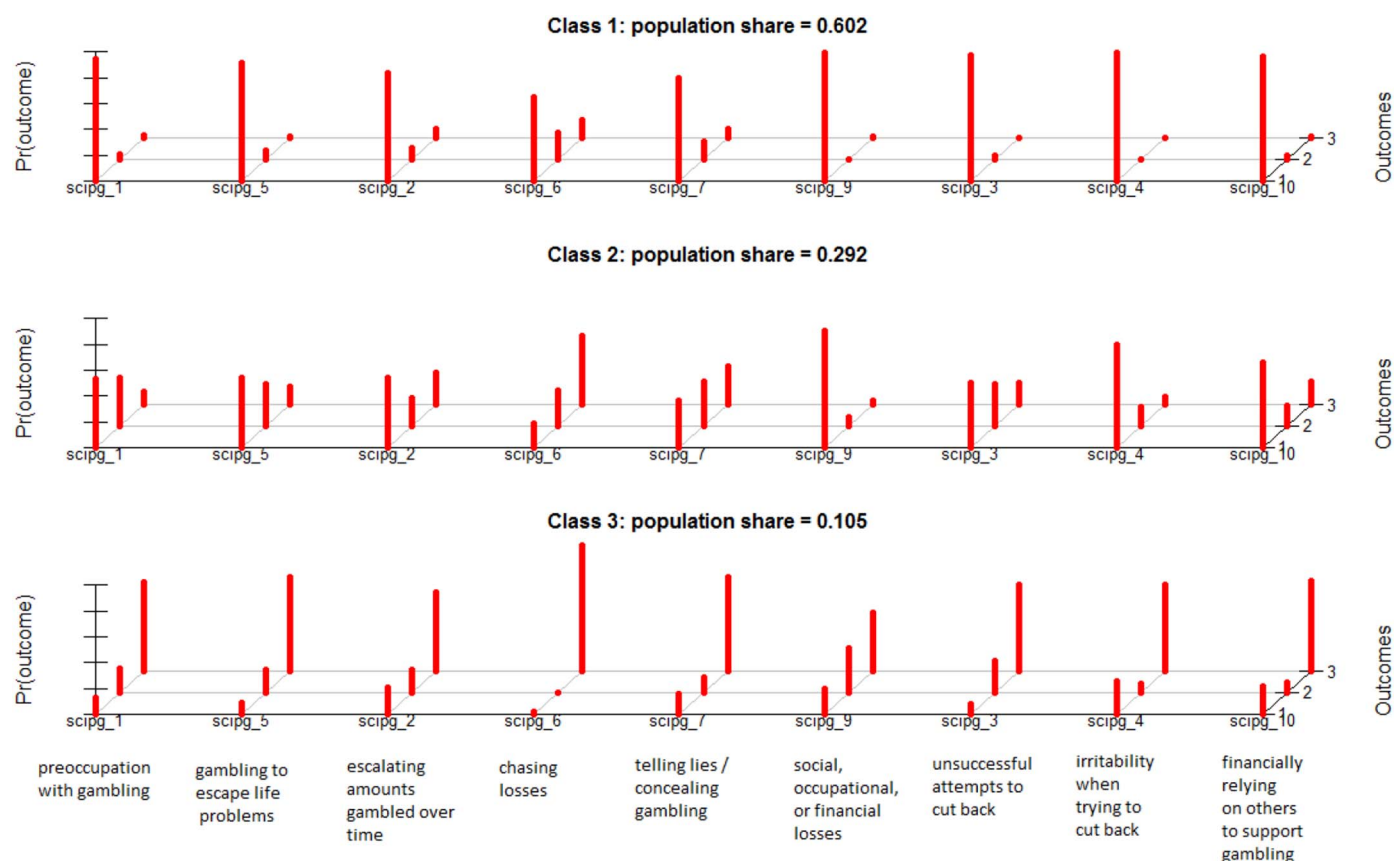 Class 1: population share = 0.602
Pr(outcome)
Outcomes
3
2
1
scipg_1 scipg_5 scipg_2 scipg_6 scipg_7 scipg_9 scipg_3 scipg_4 scipg_10
Class 2: population share = 0.292
Pr(outcome)
Outcomes
3
2
1
scipg_1 scipg_5 scipg_2 scipg_6 scipg_7 scipg_9 scipg_3 scipg_4 scipg_10
Class 3: population share = 0.105
Pr(outcome)
Outcomes
3
2
1
scipg_1 scipg_5 scipg_2 scipg_6 scipg_7 scipg_9 scipg_3 scipg_4 scipg_10
preoccupation
with gambling
gambling to
escape life
problems
escalating
amounts
gambled over
time
chasing
losses
telling lies /
concealing
gambling
social,
occupational,
or financial
losses
unsuccessful
attempts to
cut back
irritability
when
trying to
cut back
financially
relying
on others
to support
gambling